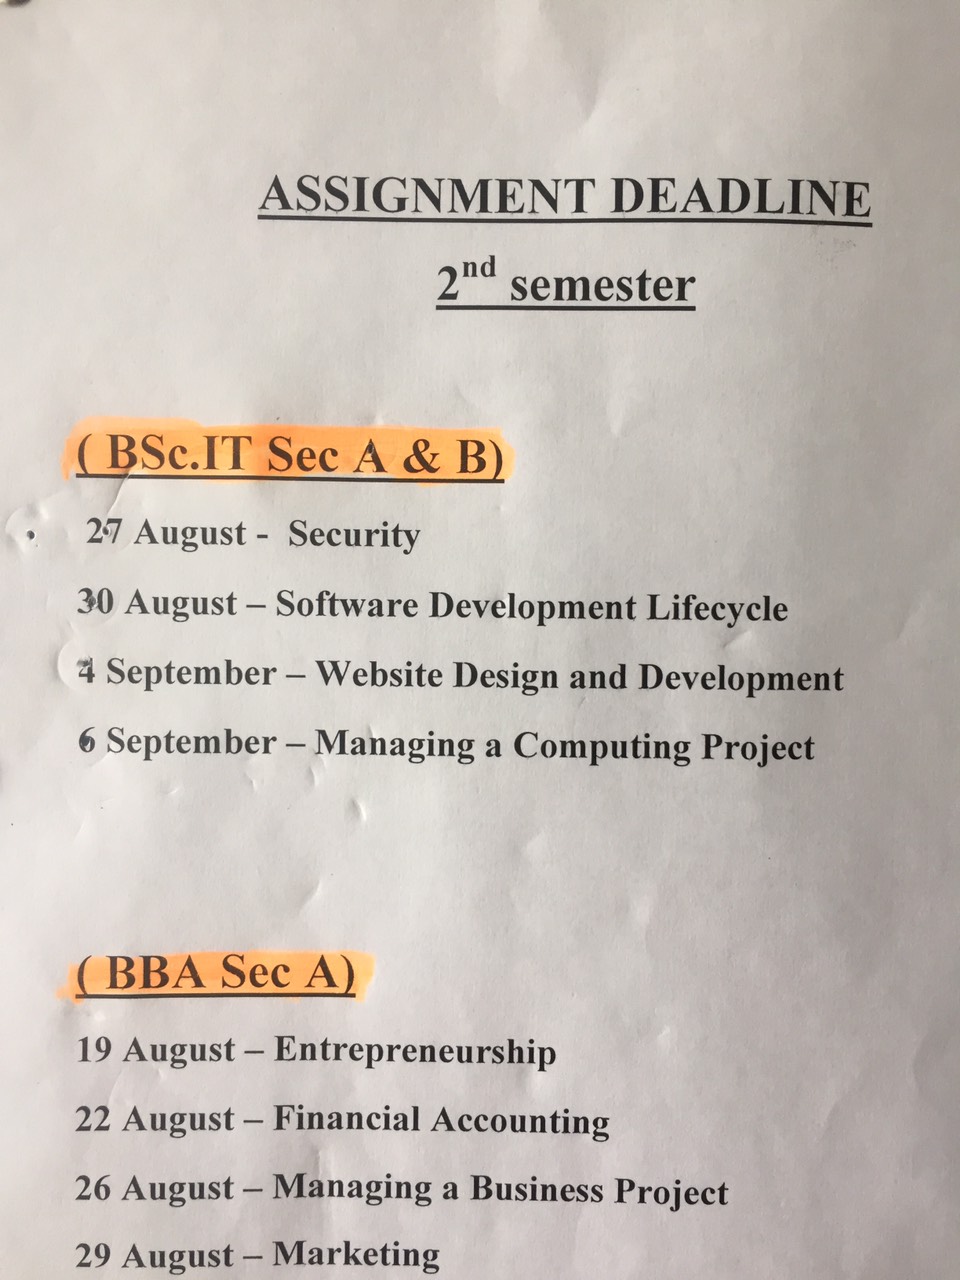 ASSIGNMENT DEADLINE
2nd semester
( BSc.IT Sec A & B)
27 August - Security
30 August – Software Development Lifecycle
4 September – Website Design and Development
6 September – Managing a Computing Project
( BBA Sec A)
19 August – Entrepreneurship
22 August – Financial Accounting
26 August – Managing a Business Project
29 August – Marketing